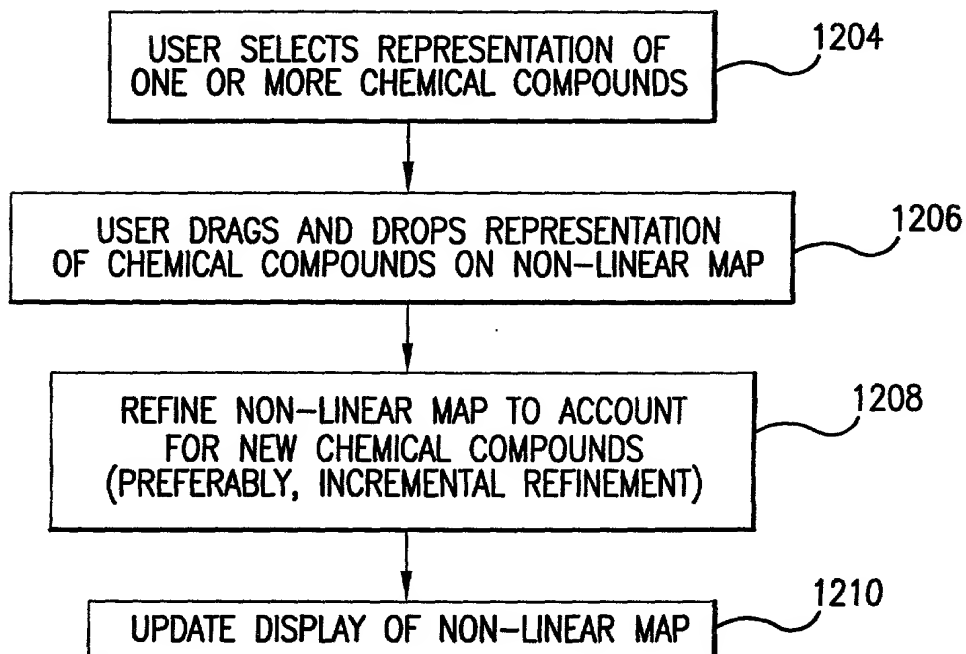 USER SELECTS REPRESENTATION OF
ONE OR MORE CHEMICAL COMPOUNDS
1204
USER DRAGS AND DROPS REPRESENTATION
OF CHEMICAL COMPOUNDS ON NON-LINEAR MAP
1206
REFINE NON-LINEAR MAP TO ACCOUNT
FOR NEW CHEMICAL COMPOUNDS
(PREFERABLY, INCREMENTAL REFINEMENT)
1208
UPDATE DISPLAY OF NON-LINEAR MAP
1210